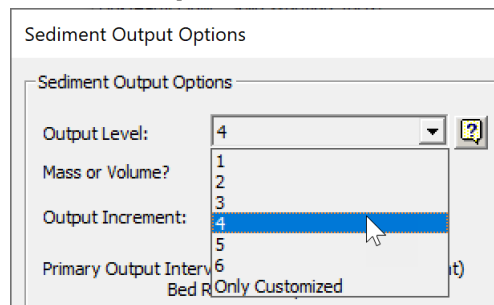 Sediment Output Options
Sediment Output Options
Output Level:
4
Mass or Volume?
1
2
3
Output Increment:
4
5
Primary Output Interv
6
t)
Bed R
Only Customized